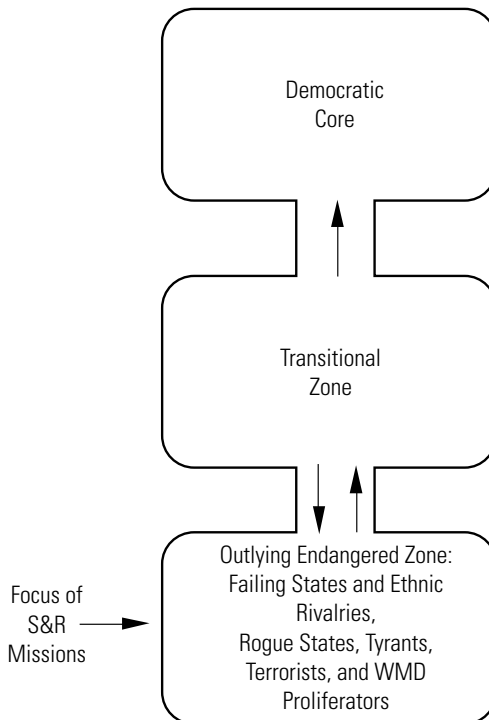 Democratic
Core
Transitional
Zone
Outlying Endangered Zone:
Failing States and Ethnic
Rivalries,
Rogue States, Tyrants,
Terrorists, and WMD
Proliferators
Focus of
S&R
Missions